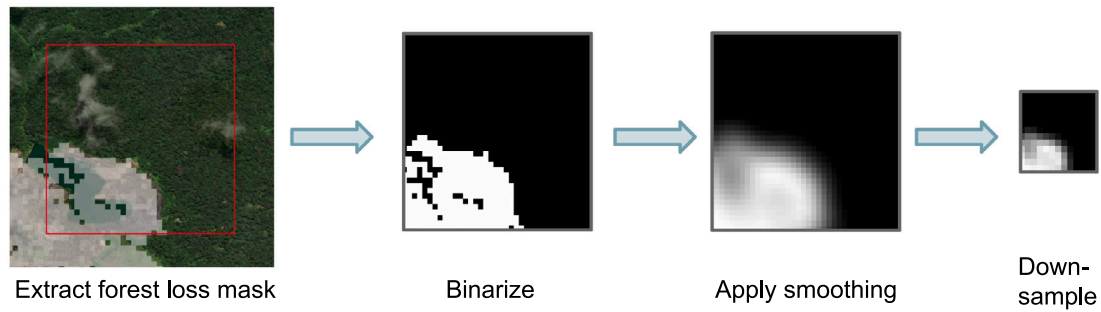 Extract forest loss mask
Binarize
Apply smoothing
Down-
sample